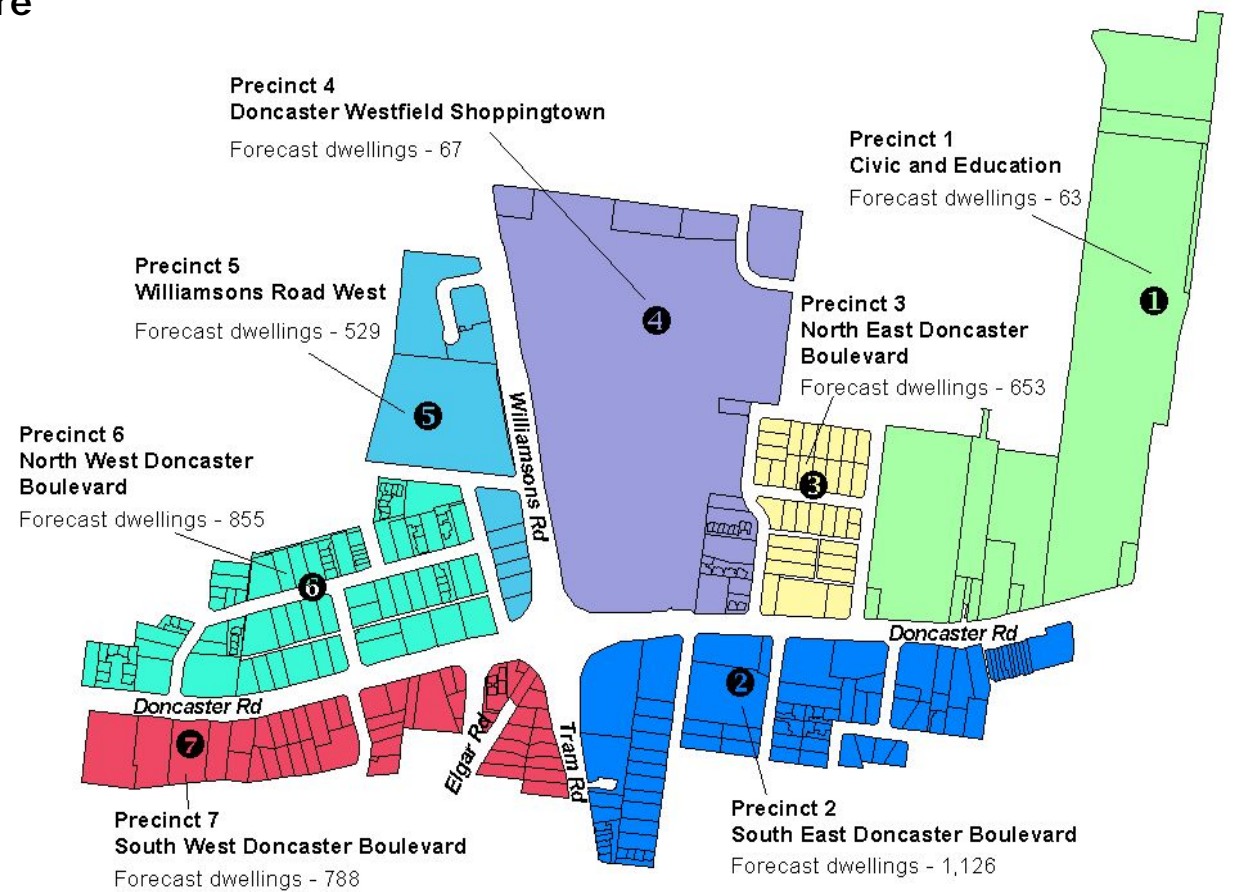 re
Precinct 4
Doncaster Westfield Shoppingtown
Forecast dwellings - 67
Precinct 1
Civic and Education
Forecast dwellings - 63
Precinct 5
Williamsons Road West
Forecast dwellings - 529
Precinct 3
North East Doncaster
Boulevard
Forecast dwellings - 653
1
4
5
Williamsons Rd
Precinct 6
North West Doncaster
Boulevard
Forecast dwellings - 855
3
6
Doncaster Rd
2
Doncaster Rd
7
Elgar Rd
Tram Rd
Precinct 7
South West Doncaster Boulevard
Forecast dwellings - 788
Precinct 2
South East Doncaster Boulevard
Forecast dwellings - 1,126